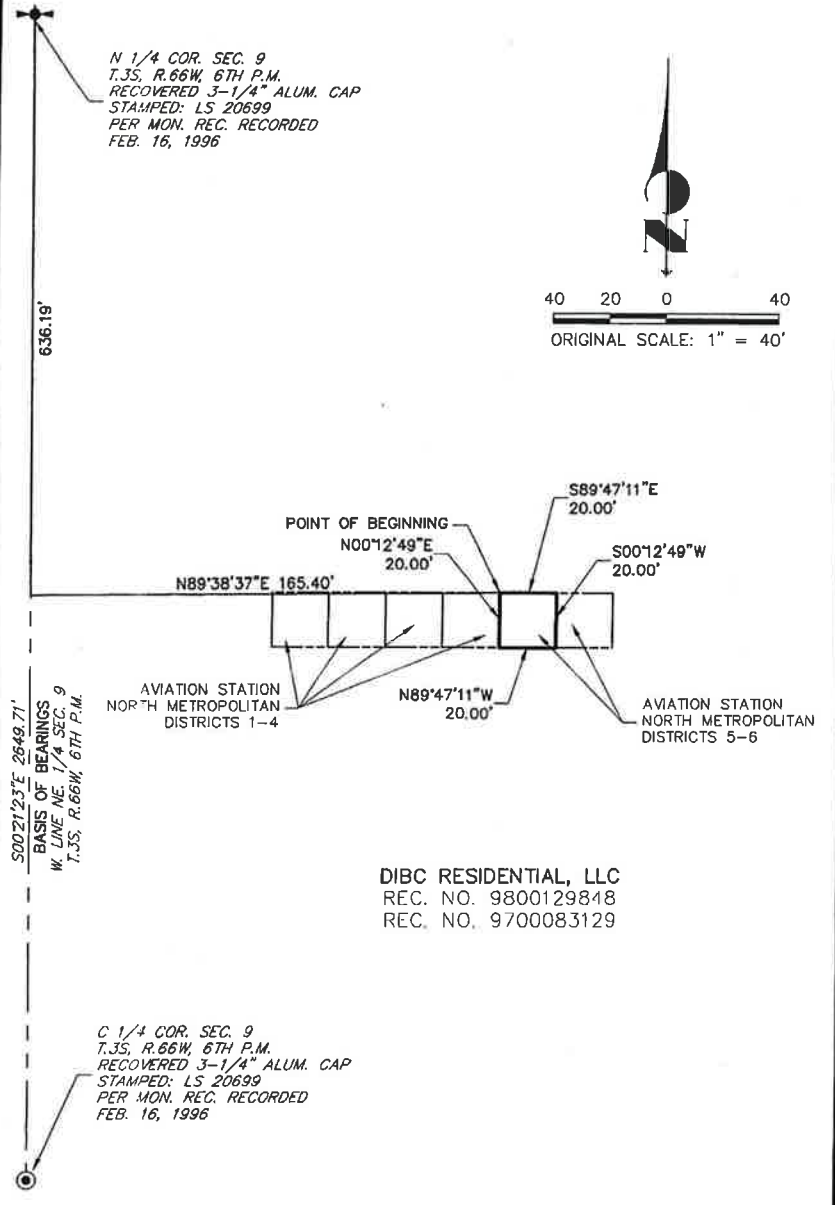 N 1/4 COR. SEC. 9
T.3S, R.66W, 6TH P.M.
RECOVERED 3-1/4" ALUM. CAP
STAMPED: LS 20699
PER MON. REC. RECORDED
FEB. 16, 1996
N
636.19'
40 20 0 40
ORIGINAL SCALE: 1" = 40'
S89°47'11"E
20.00'
POINT OF BEGINNING
N00°12'49"E
20.00'
S00°12'49"W
20.00'
N89°38'37"E 165.40'
AVIATION STATION
NORTH METROPOLITAN
DISTRICTS 1-4
N89°47'11"W
20.00'
AVIATION STATION
NORTH METROPOLITAN
DISTRICTS 5-6
S00°21'23"E 2649.71'
BASIS OF BEARINGS
W. LINE NE. 1/4 SEC. 9
T.3S, R.66W, 6TH P.M.
DIBC RESIDENTIAL, LLC
REC. NO. 9800129848
REC. NO. 9700083129
C 1/4 COR. SEC. 9
T.3S, R.66W, 6TH P.M.
RECOVERED 3-1/4" ALUM. CAP
STAMPED: LS 20699
PER MON. REC. RECORDED
FEB. 16, 1996